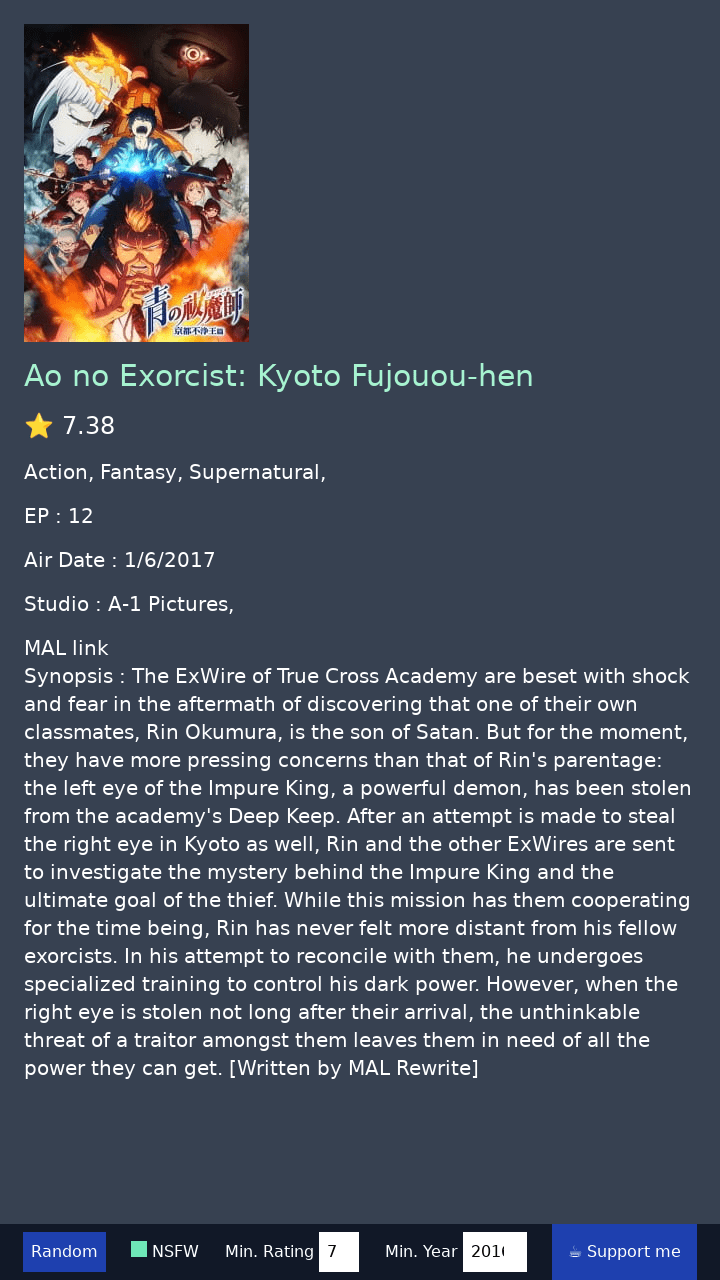 青の祓魔師
京都不浄王篇
Ao no Exorcist: Kyoto Fujouou-hen
⭐ 7.38
Action, Fantasy, Supernatural,
EP : 12
Air Date : 1/6/2017
Studio : A-1 Pictures,
MAL link
Synopsis : The ExWire of True Cross Academy are beset with shock
and fear in the aftermath of discovering that one of their own
classmates, Rin Okumura, is the son of Satan. But for the moment,
they have more pressing concerns than that of Rin's parentage:
the left eye of the Impure King, a powerful demon, has been stolen
from the academy's Deep Keep. After an attempt is made to steal
the right eye in Kyoto as well, Rin and the other ExWires are sent
to investigate the mystery behind the Impure King and the
ultimate goal of the thief. While this mission has them cooperating
for the time being, Rin has never felt more distant from his fellow
exorcists. In his attempt to reconcile with them, he undergoes
specialized training to control his dark power. However, when the
right eye is stolen not long after their arrival, the unthinkable
threat of a traitor amongst them leaves them in need of all the
power they can get. [Written by MAL Rewrite]
Random NSFW Min. Rating 7 Min. Year 201 ☕ Support me